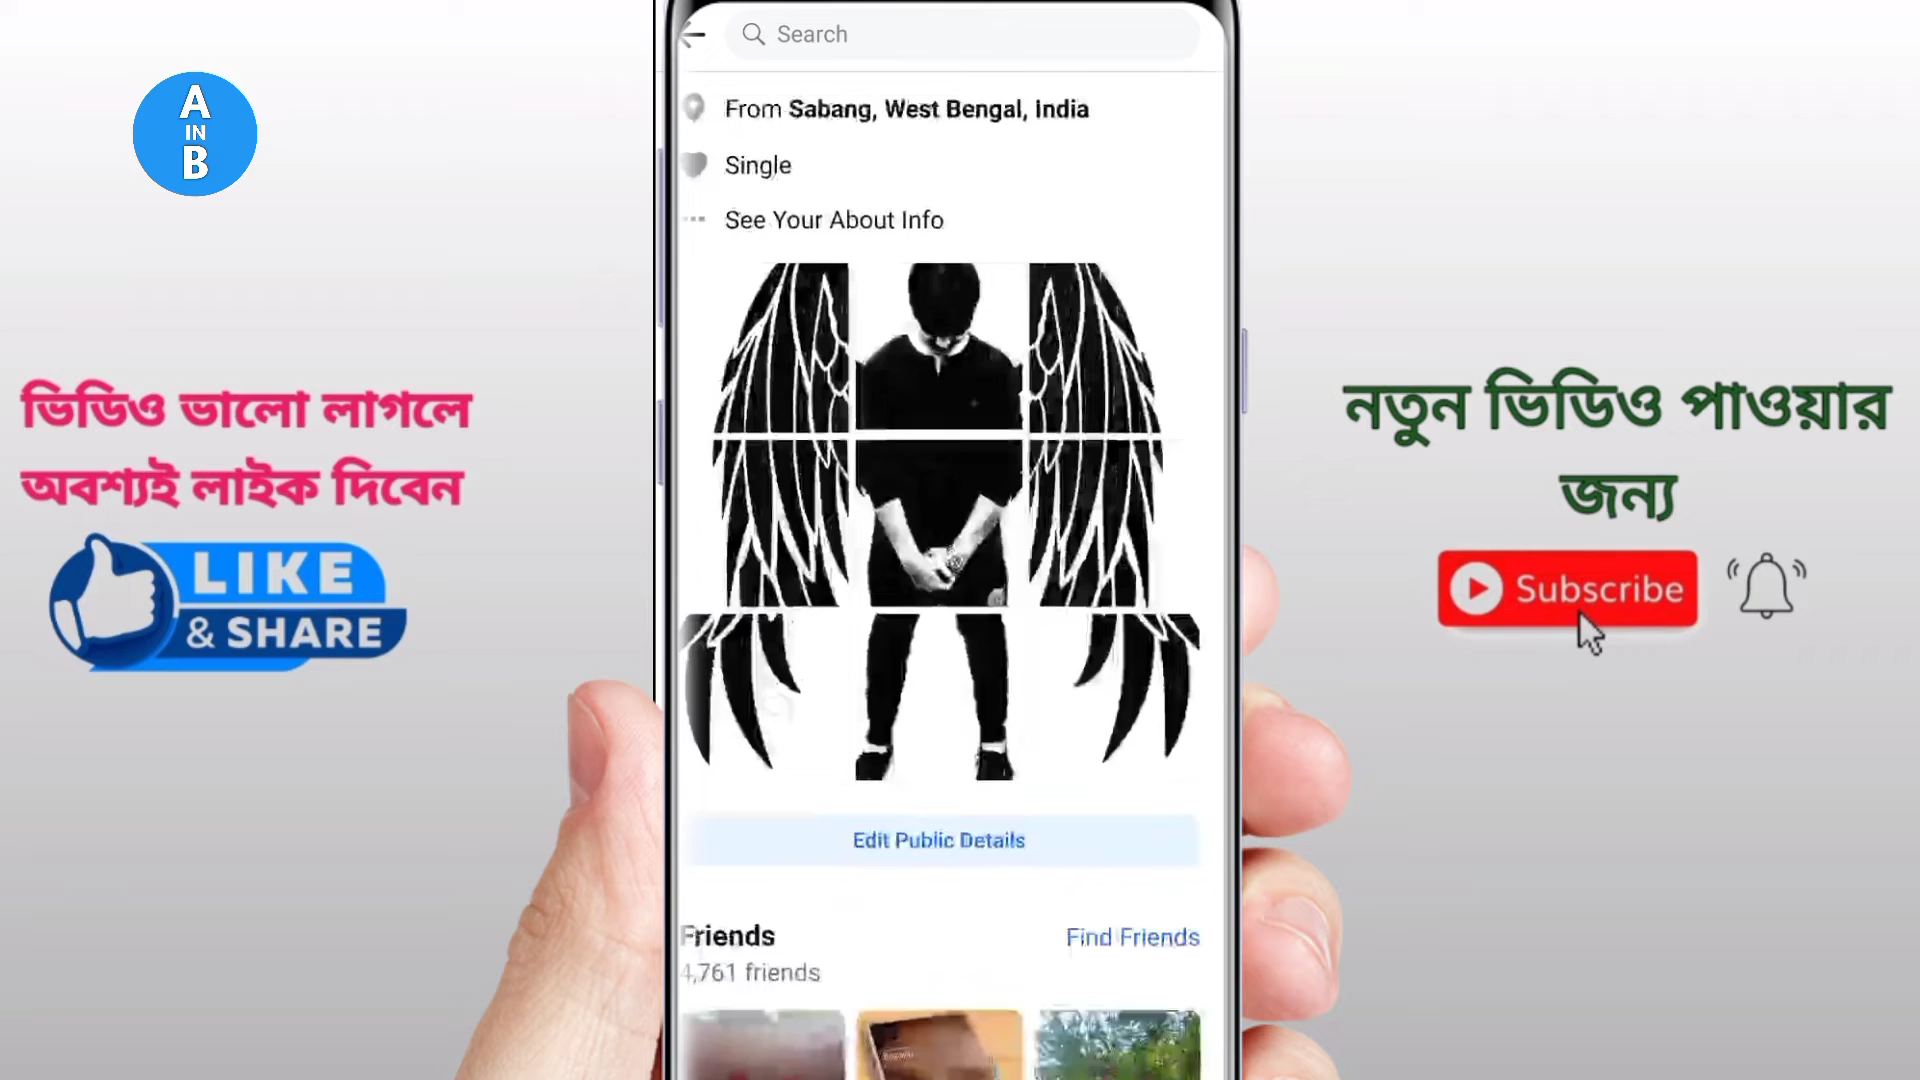 A
IN
B
Search
From Sabang, West Bengal, India
Single
See Your About Info
ভিডিও ভালো লাগলে
অবশ্যই লাইক দিবেন
LIKE
& SHARE
নতুন ভিডিও পাওয়ার
জন্য
Subscribe
Edit Public Details
Friends
Find Friends
4,761 friends